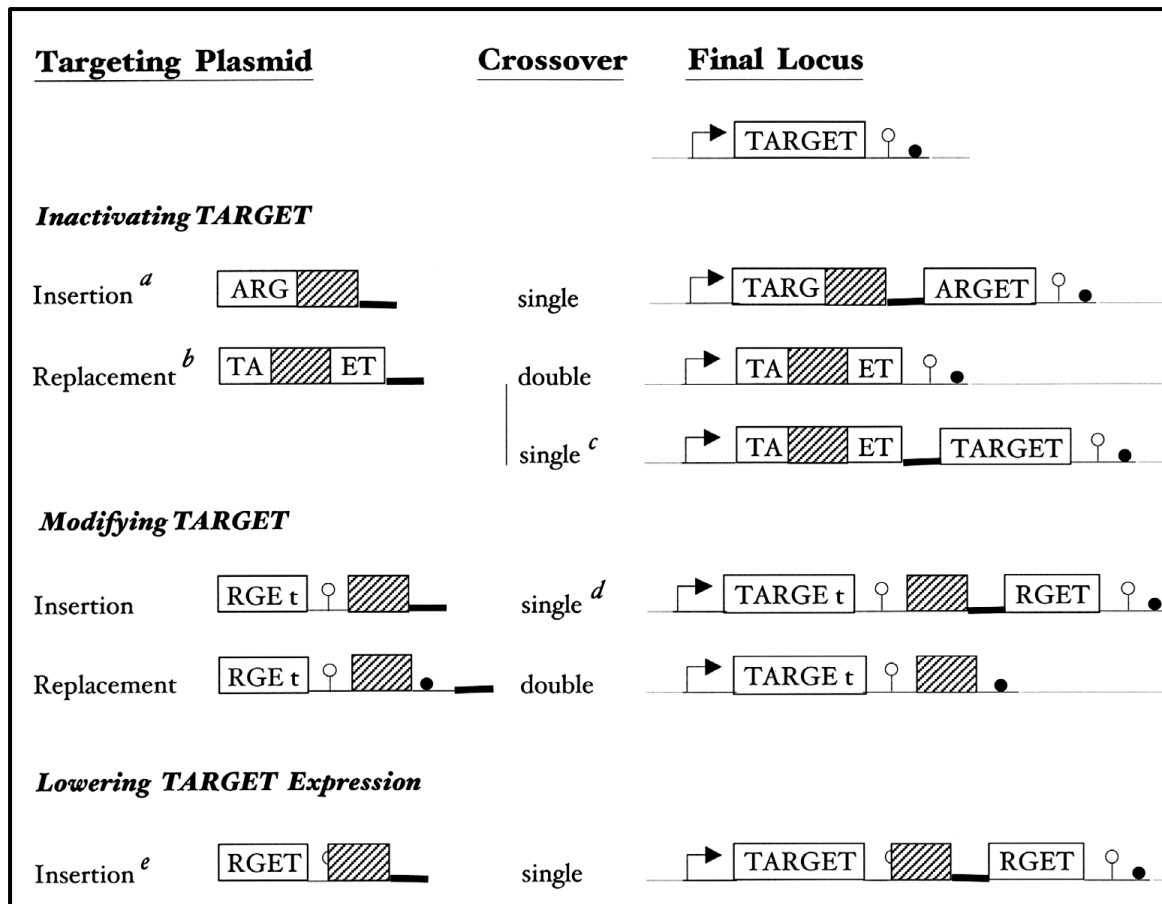 Targeting Plasmid Crossover Final Locus
TARGET
Inactivating TARGET
Insertion a ARG single TARG ARGET
Replacement b TA ET double TA ET
single c TA ET TARGET
Modifying TARGET
Insertion RGE t single d TARGE t RGET
Replacement RGE t double TARGE t
Lowering TARGET Expression
Insertion e RGET single TARGET RGET